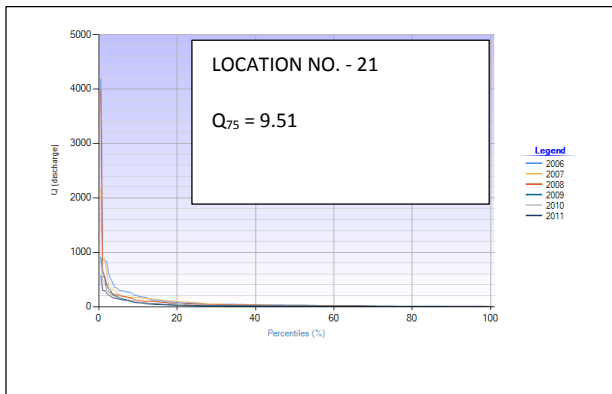 5000
LOCATION NO. - 21
4000
Q75 = 9.51
3000
Q (discharge)
2000
1000
0
0 20 40 60 80 100
Percentiles (%)
Legend
2006
2007
2008
2009
2010
2011